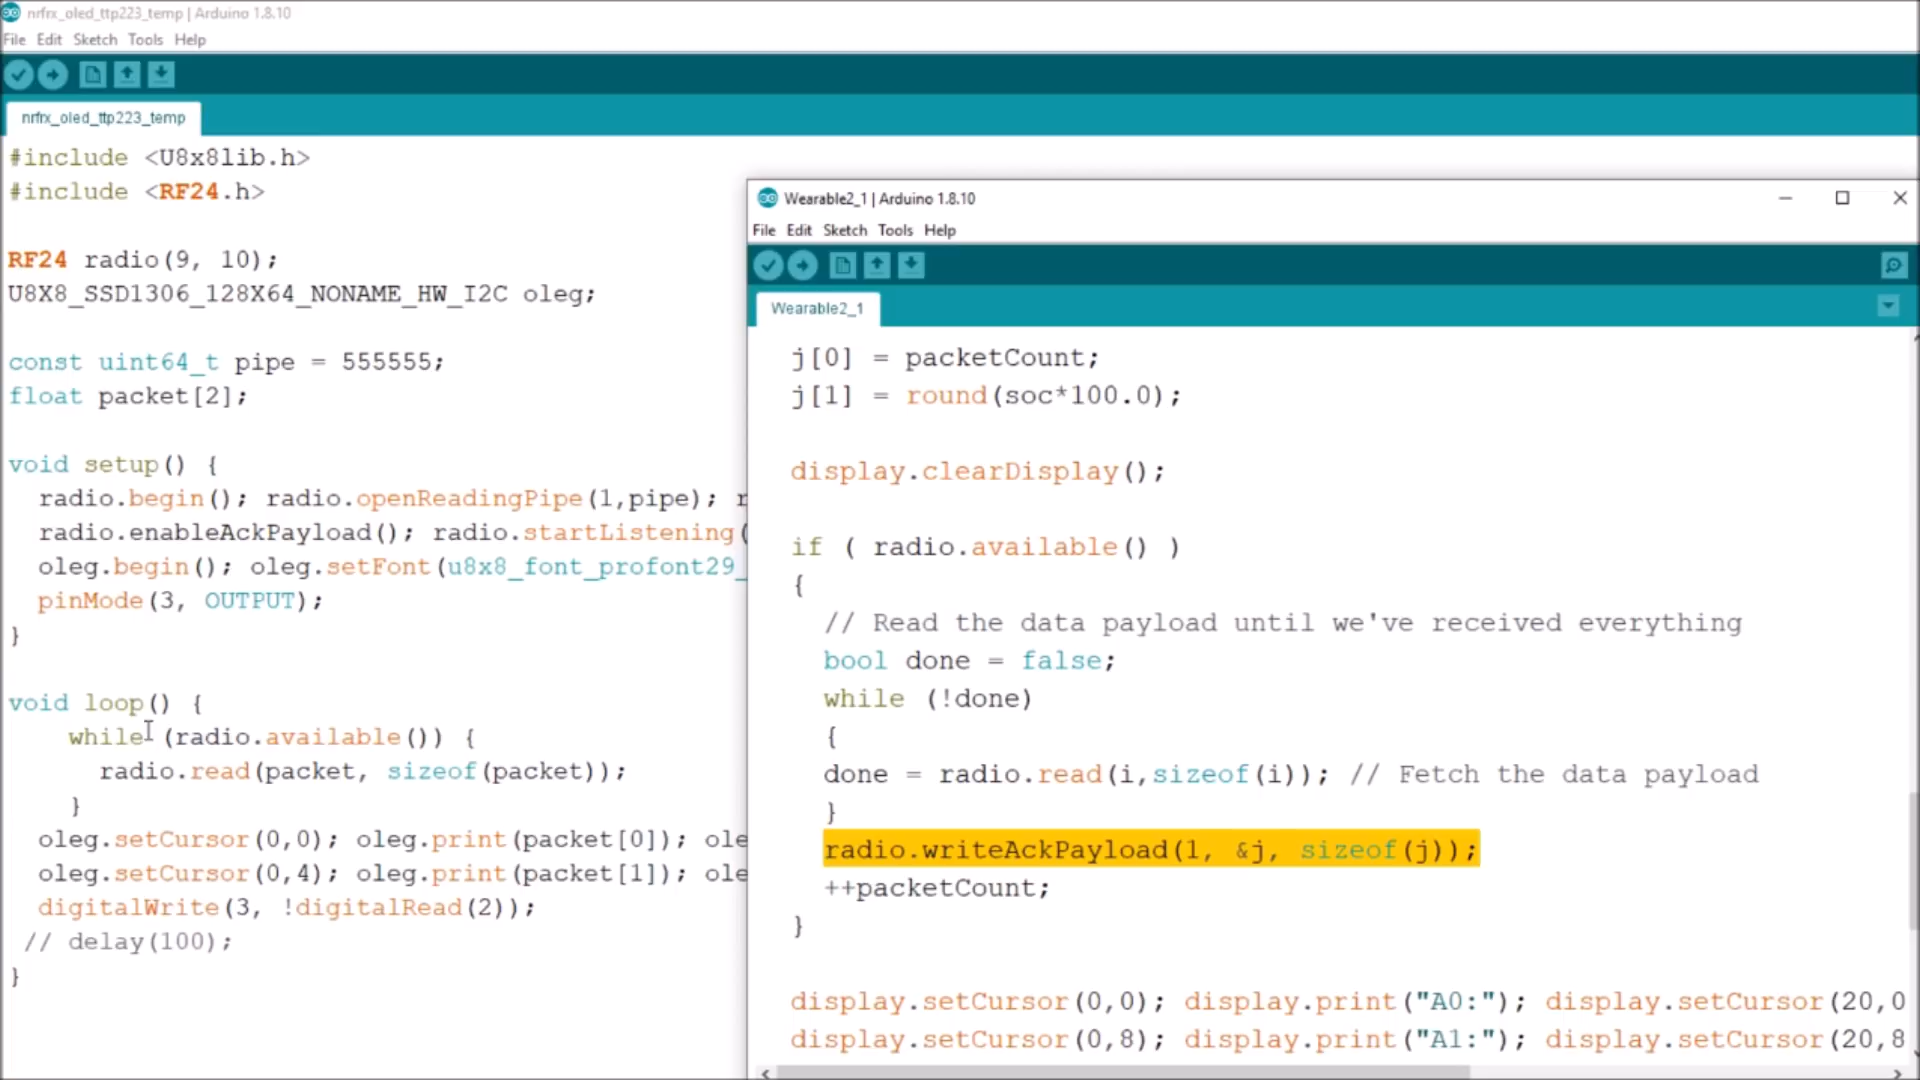 nrfrx_oled_ttp223_temp | Arduino 1.8.10
File Edit Sketch Tools Help
nrfrx_oled_ttp223_temp
#include <U8x8lib.h>
#include <RF24.h>
RF24 radio(9, 10);
U8X8_SSD1306_128X64_NONAME_HW_I2C oleg;
const uint64_t pipe = 555555;
float packet[2];
void setup() {
radio.begin(); radio.openReadingPipe(1,pipe); r
radio.enableAckPayload(); radio.startListening(
oleg.begin(); oleg.setFont(u8x8_font_profont29_
pinMode(3, OUTPUT);
}
void loop() {
while (radio.available()) {
radio.read(packet, sizeof(packet));
}
oleg.setCursor(0,0); oleg.print(packet[0]); ole
oleg.setCursor(0,4); oleg.print(packet[1]); ole
digitalWrite(3, !digitalRead(2));
// delay(100);
}
Wearable2_1 | Arduino 1.8.10
File Edit Sketch Tools Help
Wearable2_1
j[0] = packetCount;
j[1] = round(soc*100.0);
display.clearDisplay();
if ( radio.available() )
{
// Read the data payload until we've received everything
bool done = false;
while (!done)
{
done = radio.read(i,sizeof(i)); // Fetch the data payload
}
radio.writeAckPayload(1, &j, sizeof(j));
++packetCount;
}
display.setCursor(0,0); display.print("A0:"); display.setCursor(20,0
display.setCursor(0,8); display.print("A1:"); display.setCursor(20,8